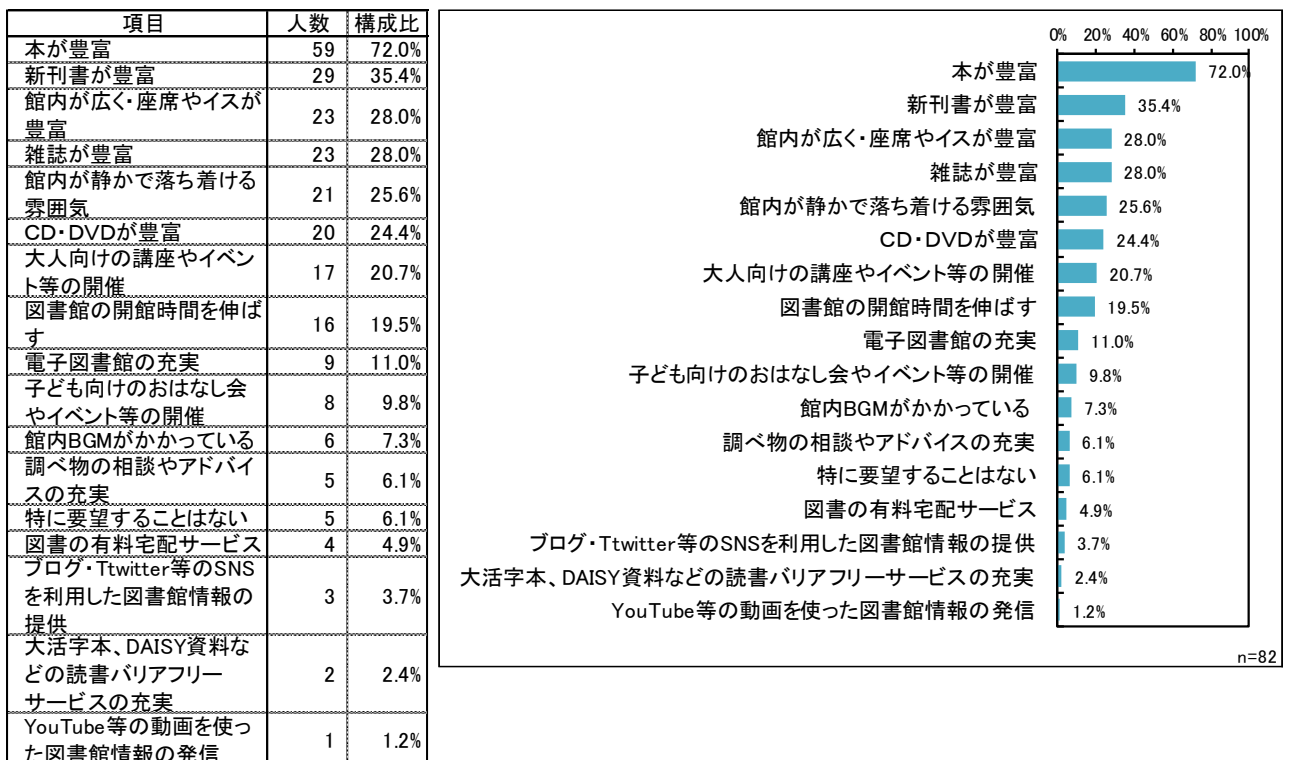 項目 人数 構成比
本が豊富 59 72.0%
新刊書が豊富 29 35.4%
館内が広く・座席やイスが
豊富 23 28.0%
雑誌が豊富 23 28.0%
館内が静かで落ち着ける
雰囲気 21 25.6%
CD・DVDが豊富 20 24.4%
大人向けの講座やイベン
ト等の開催 17 20.7%
図書館の開館時間を伸ば
す 16 19.5%
電子図書館の充実 9 11.0%
子ども向けのおはなし会
やイベント等の開催 8 9.8%
館内BGMがかかっている 6 7.3%
調べ物の相談やアドバイ
スの充実 5 6.1%
特に要望することはない 5 6.1%
図書の有料宅配サービス 4 4.9%
ブログ・Ttwitter等のSNS
を利用した図書館情報の
提供 3 3.7%
大活字本、DAISY資料な
どの読書バリアフリー
サービスの充実 2 2.4%
YouTube等の動画を使っ
た図書館情報の発信 1 1.2%
0% 20% 40% 60% 80% 100%
本が豊富 72.0%
新刊書が豊富 35.4%
館内が広く・座席やイスが豊富 28.0%
雑誌が豊富 28.0%
館内が静かで落ち着ける雰囲気 25.6%
CD・DVDが豊富 24.4%
大人向けの講座やイベント等の開催 20.7%
図書館の開館時間を伸ばす 19.5%
電子図書館の充実 11.0%
子ども向けのおはなし会やイベント等の開催 9.8%
館内BGMがかかっている 7.3%
調べ物の相談やアドバイスの充実 6.1%
特に要望することはない 6.1%
図書の有料宅配サービス 4.9%
ブログ・Ttwitter等のSNSを利用した図書館情報の提供 3.7%
大活字本、DAISY資料などの読書バリアフリーサービスの充実 2.4%
YouTube等の動画を使った図書館情報の発信 1.2%
n=82